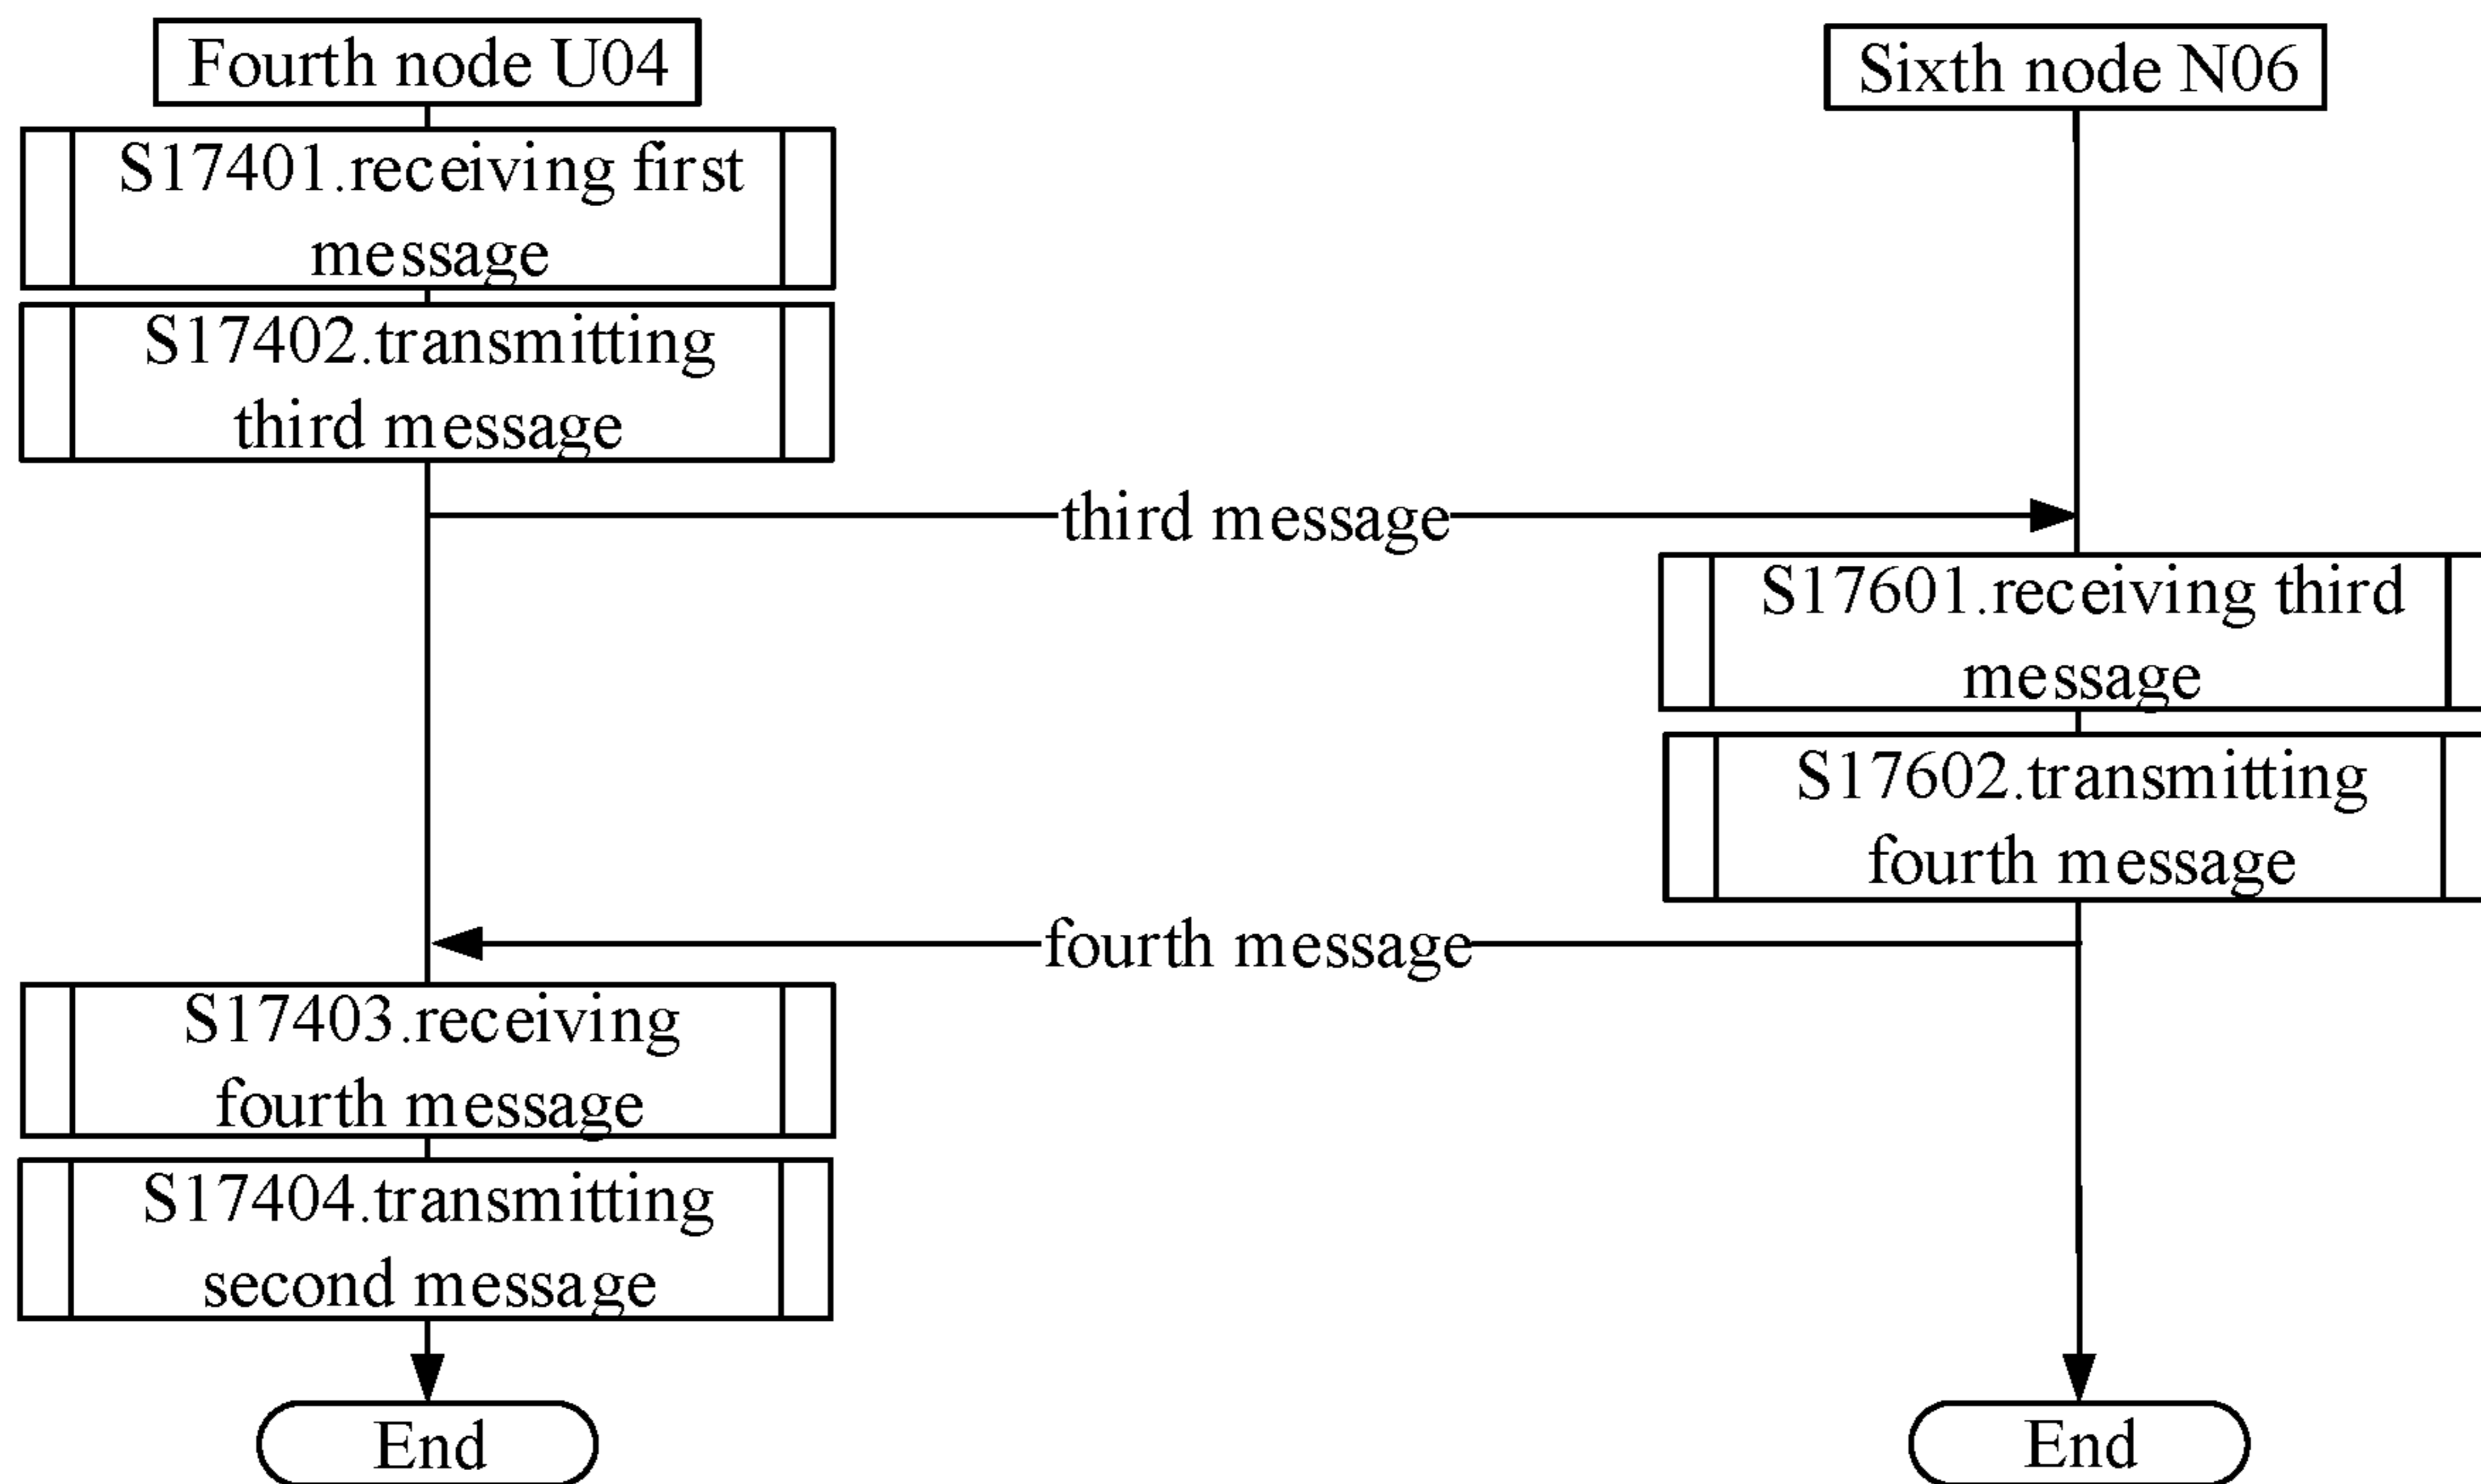 Fourth node U04
Sixth node N06
S17401.receiving first
message
S17402.transmitting
third message
third message
S17601.receiving third
message
S17602.transmitting
fourth message
fourth message
S17403.receiving
fourth message
S17404.transmitting
second message
End
End